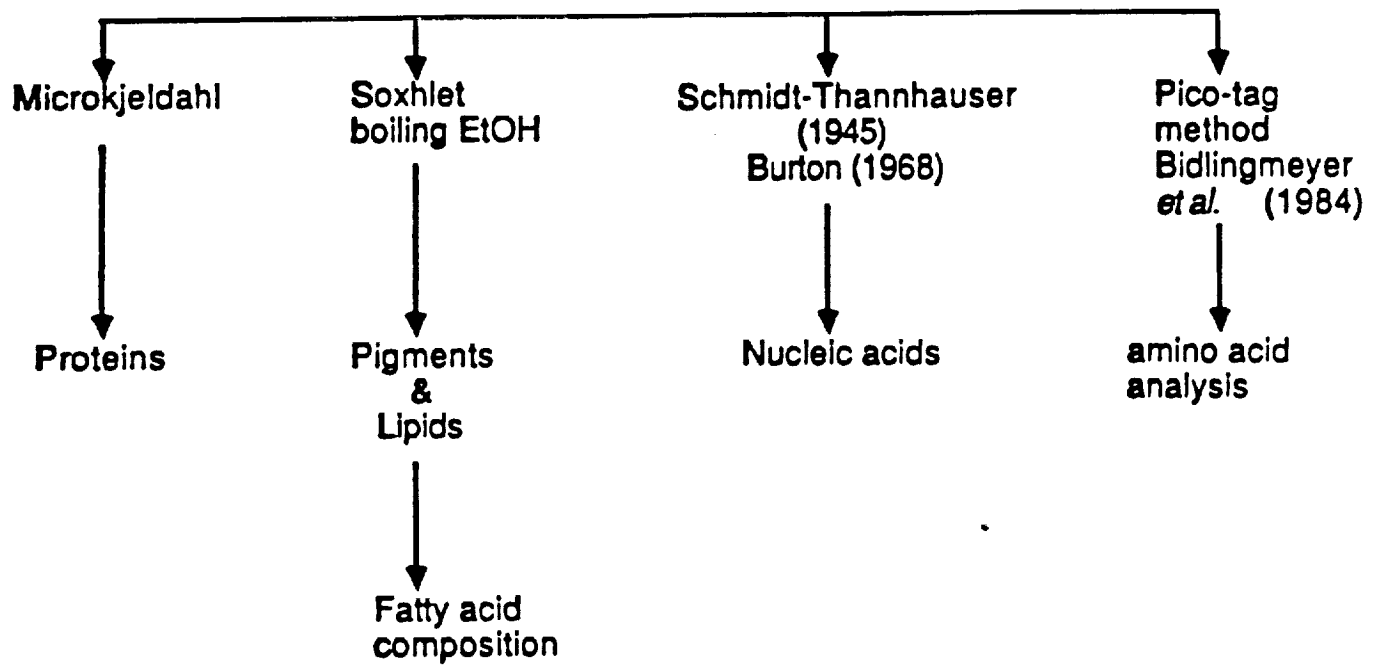 Microkjeldahl
Soxhlet
boiling EtOH
Schmidt-Thannhauser
(1945)
Burton (1968)
Pico-tag
method
Bidlingmeyer
et al. (1984)
Proteins
Pigments
&
Lipids
Nucleic acids
amino acid
analysis
Fatty acid
composition